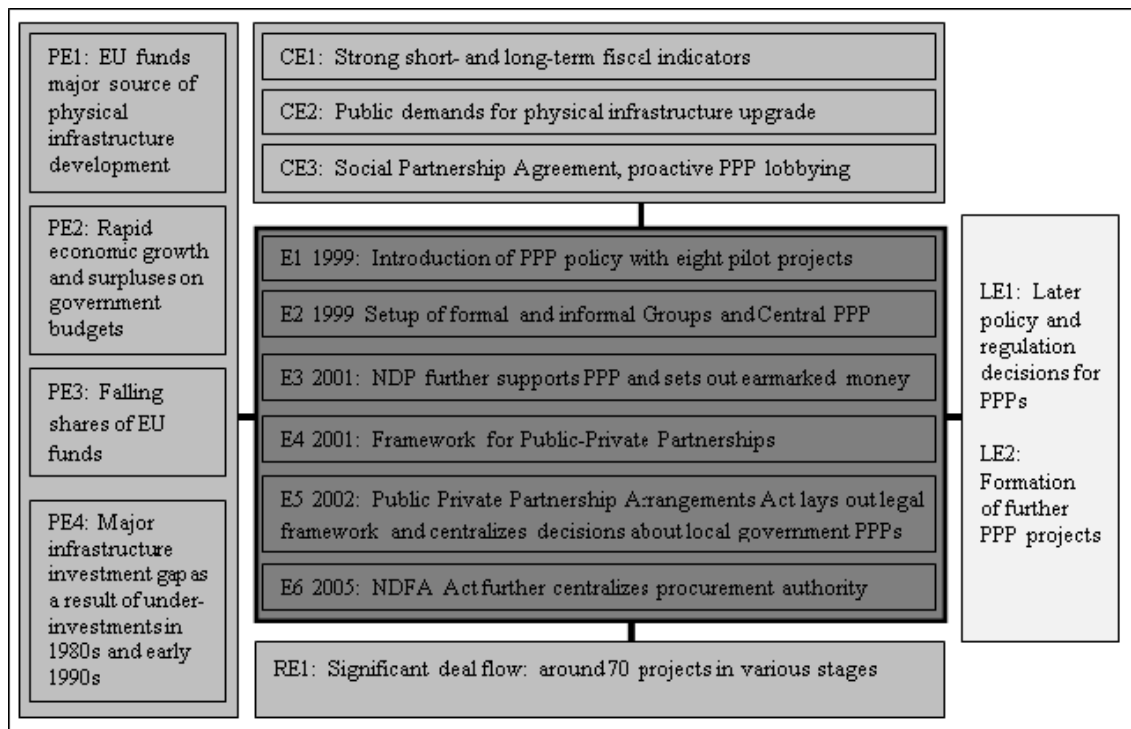 PE1: EU funds
major source of
physical
infrastructure
development
PE2: Rapid
economic growth
and surpluses on
government
budgets
PE3: Falling
shares of EU
funds
PE4: Major
infrastructure
investment gap as
a result of under-
investments in
1980s and early
1990s
CE1: Strong short- and long-term fiscal indicators
CE2: Public demands for physical infrastructure upgrade
CE3: Social Partnership Agreement, proactive PPP lobbying
E1 1999: Introduction of PPP policy with eight pilot projects
E2 1999 Setup of formal and informal Groups and Central PPP
E3 2001: NDP further supports PPP and sets out earmarked money
E4 2001: Framework for Public-Private Partnerships
E5 2002: Public Private Partnership Arrangements Act lays out legal
framework and centralizes decisions about local government PPPs
E6 2005: NDFA Act further centralizes procurement authority
RE1: Significant deal flow: around 70 projects in various stages
LE1: Later
policy and
regulation
decisions for
PPPs
LE2:
Formation
of further
PPP projects